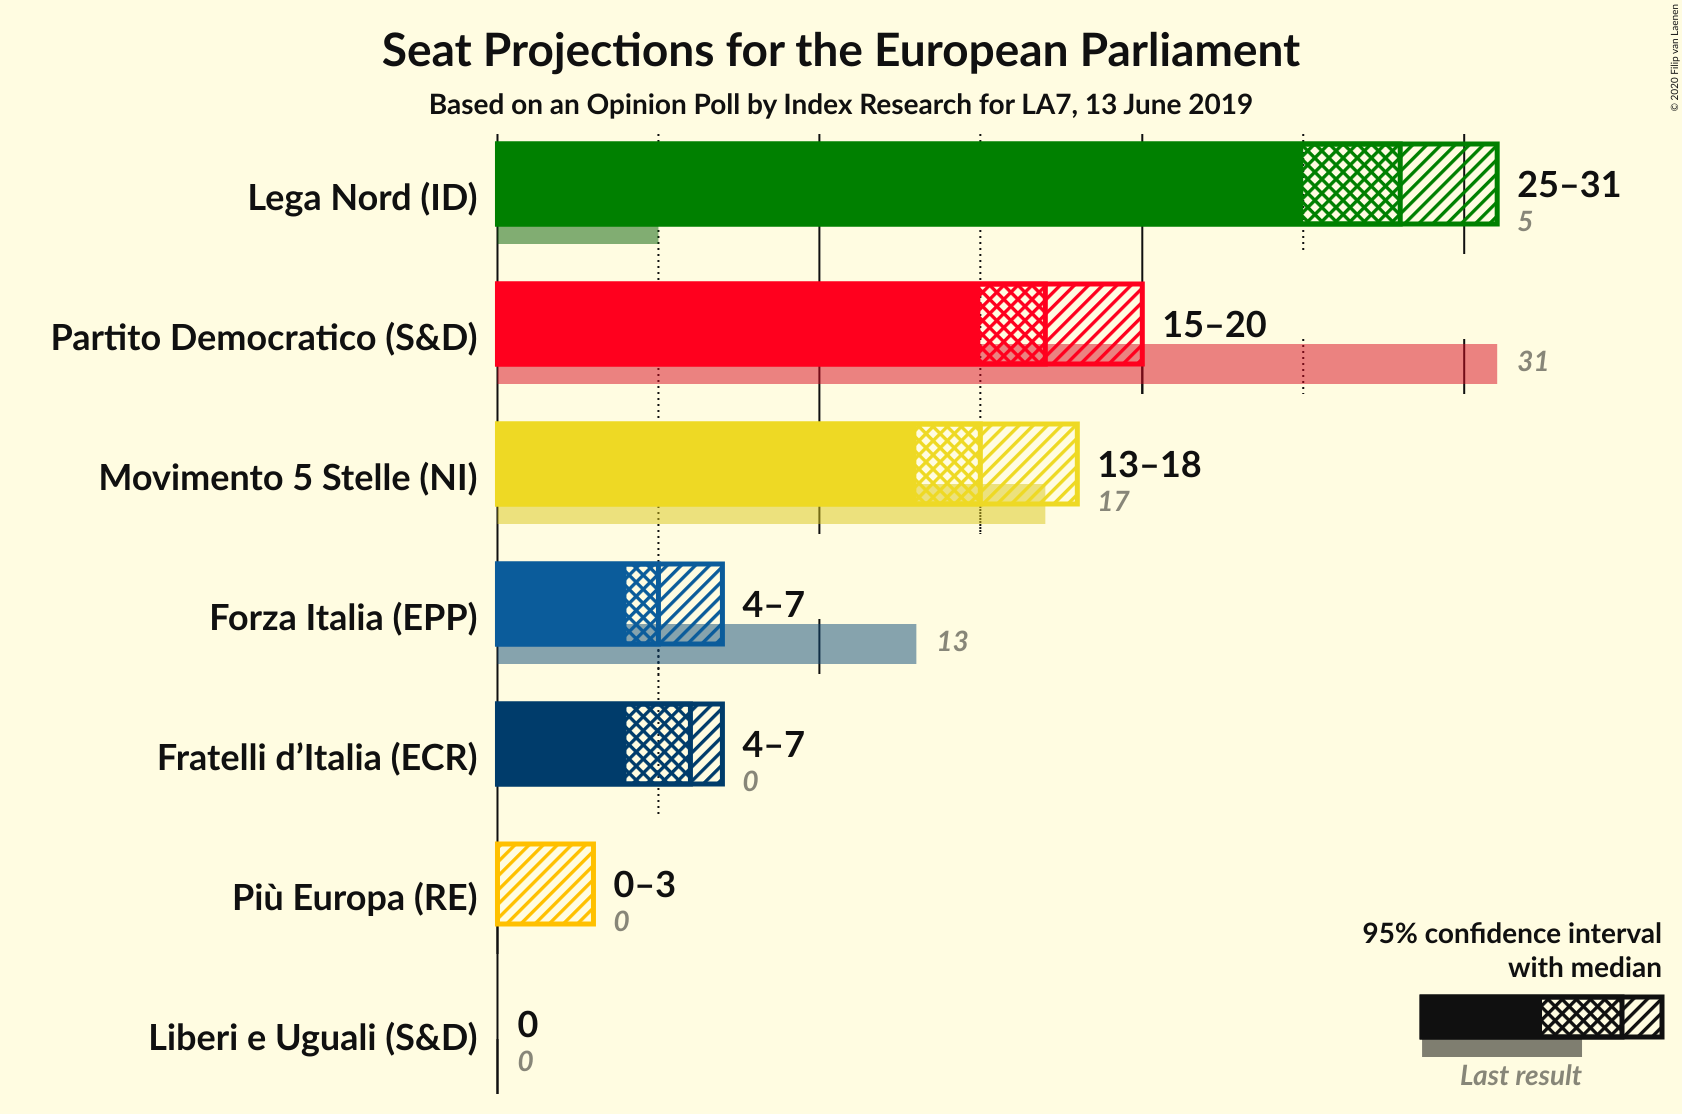 Seat Projections for the European Parliament
Based on an Opinion Poll by Index Research for LA7, 13 June 2019
© 2020 Filip van Laenen
Lega Nord (ID)
25–31
5
Partito Democratico (S&D)
15–20
31
Movimento 5 Stelle (NI)
13–18
17
Forza Italia (EPP)
4–7
13
Fratelli d’Italia (ECR)
4–7
0
Più Europa (RE)
0–3
0
Liberi e Uguali (S&D)
0
0
95% confidence interval
with median
Last result